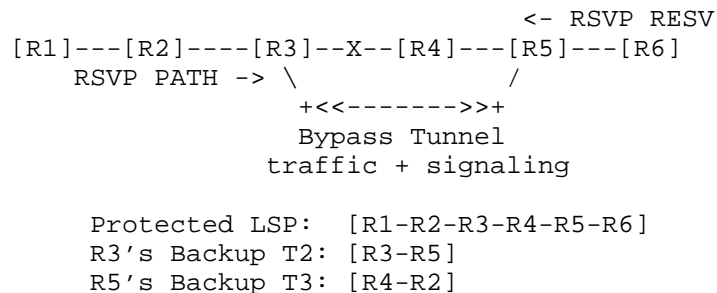 <- RSVP RESV
[R1]---[R2]----[R3]--X--[R4]---[R5]---[R6]
RSVP PATH -> \ /
+<<------->>+
Bypass Tunnel
traffic + signaling
Protected LSP: [R1-R2-R3-R4-R5-R6]
R3's Backup T2: [R3-R5]
R5's Backup T3: [R4-R2]